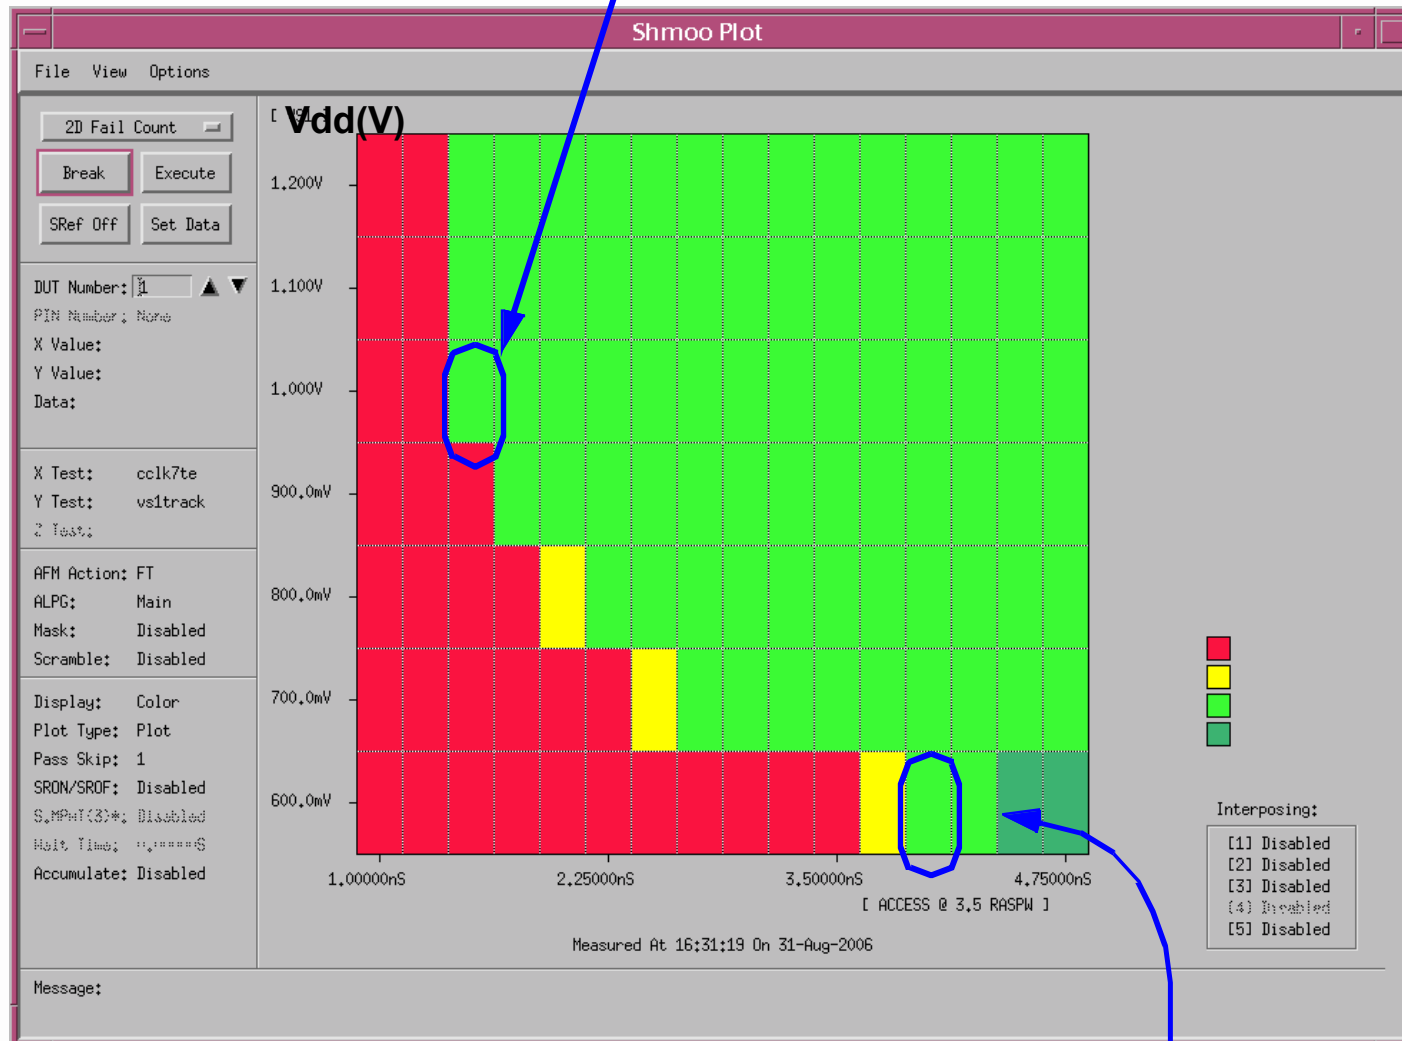 Shmoo Plot
File View Options
2D Fail Count
Break Execute
SRef Off Set Data
DUT Number: 1
PIN Number: None
X Value:
Y Value:
Data:
X Test: cclk7te
Y Test: vs1track
Z Test:
AFM Action: FT
ALPG: Main
Mask: Disabled
Scramble: Disabled
Display: Color
Plot Type: Plot
Pass Skip: 1
SRON/SROF: Disabled
S.MPWT(3)*: Disabled
Wait Time:
Accumulate: Disabled
Vdd(V)
1.200V
1.100V
1.000V
900.0mV
800.0mV
700.0mV
600.0mV
1.00000nS 2.25000nS 3.50000nS 4.75000nS
[ ACCESS @ 3.5 RASPW ]
Measured At 16:31:19 On 31-Aug-2006
Interposing:
[1] Disabled
[2] Disabled
[3] Disabled
[4] Disabled
[5] Disabled
Message: